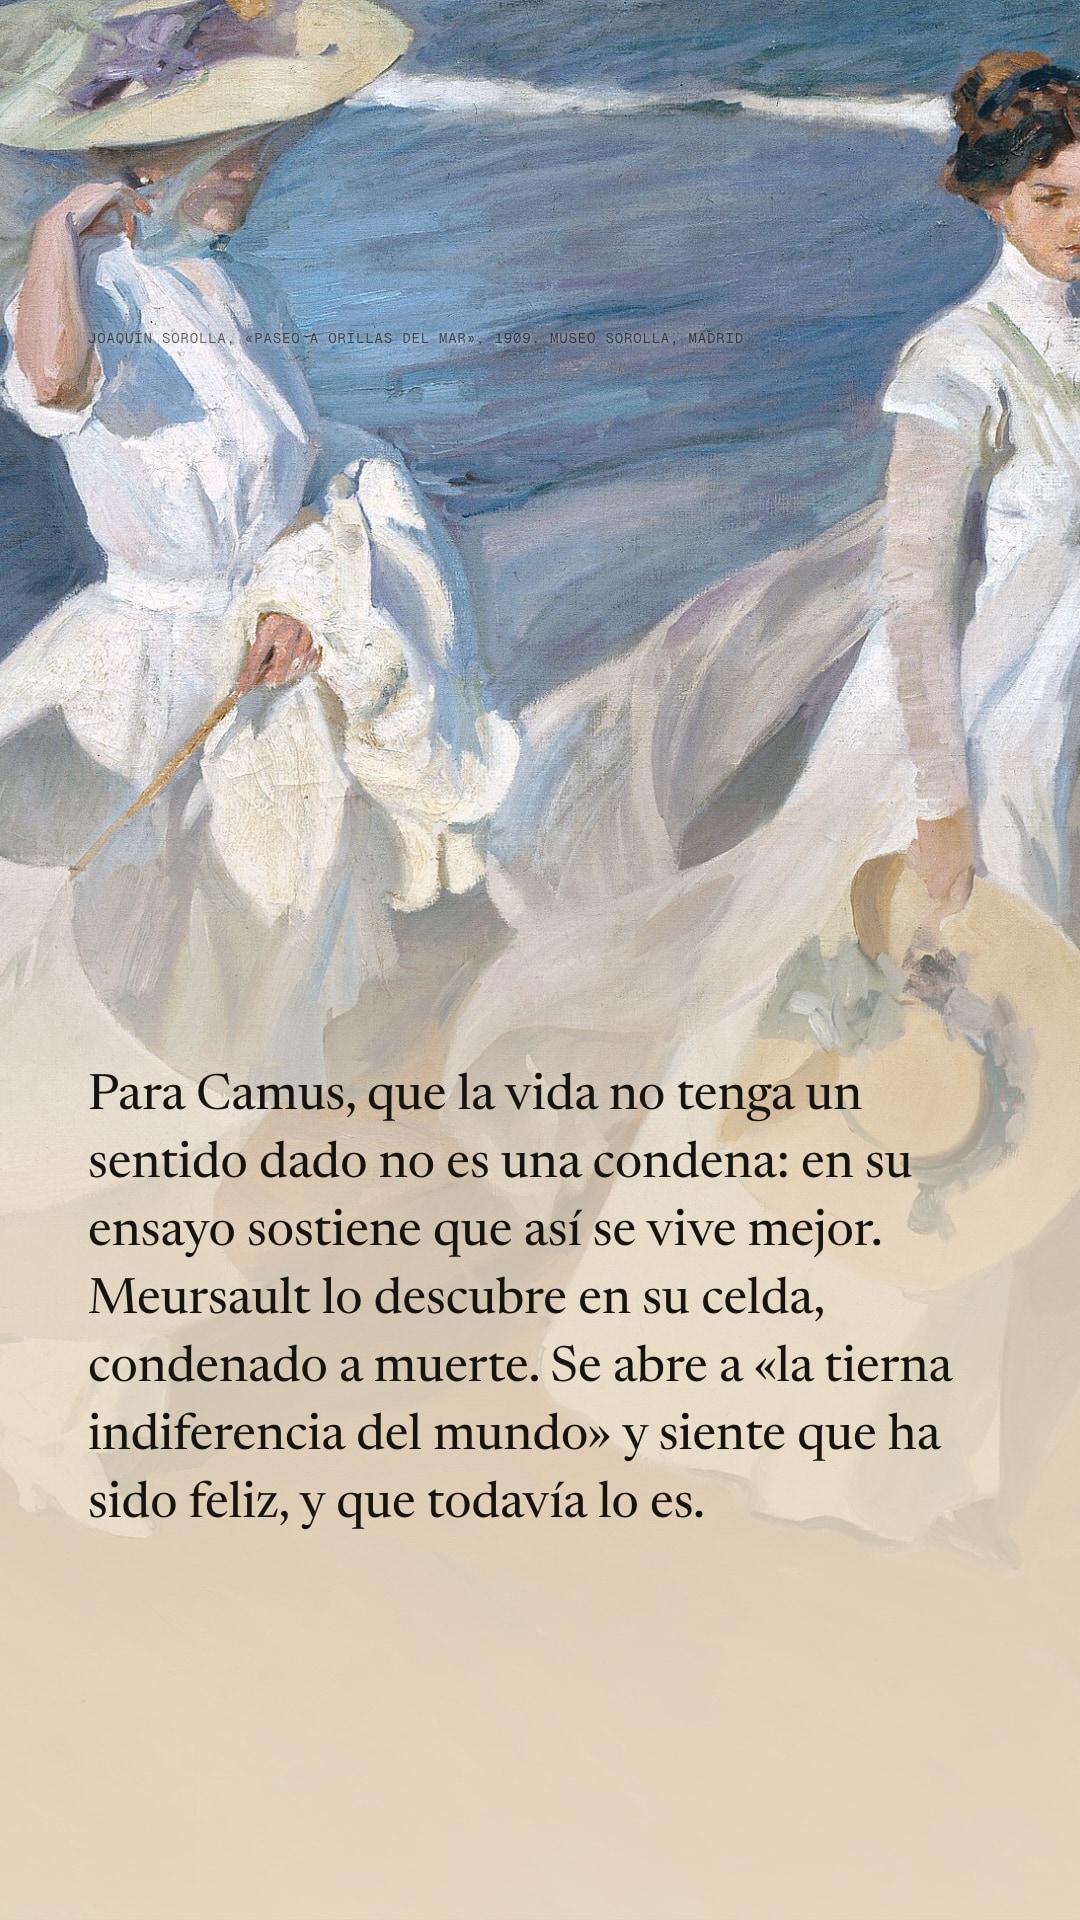 JOAQUÍN SOROLLA, «PASEO A ORILLAS DEL MAR», 1909. MUSEO SOROLLA, MADRID
Para Camus, que la vida no tenga un
sentido dado no es una condena: en su
ensayo sostiene que así se vive mejor.
Meursault lo descubre en su celda,
condenado a muerte. Se abre a «la tierna
indiferencia del mundo» y siente que ha
sido feliz, y que todavía lo es.